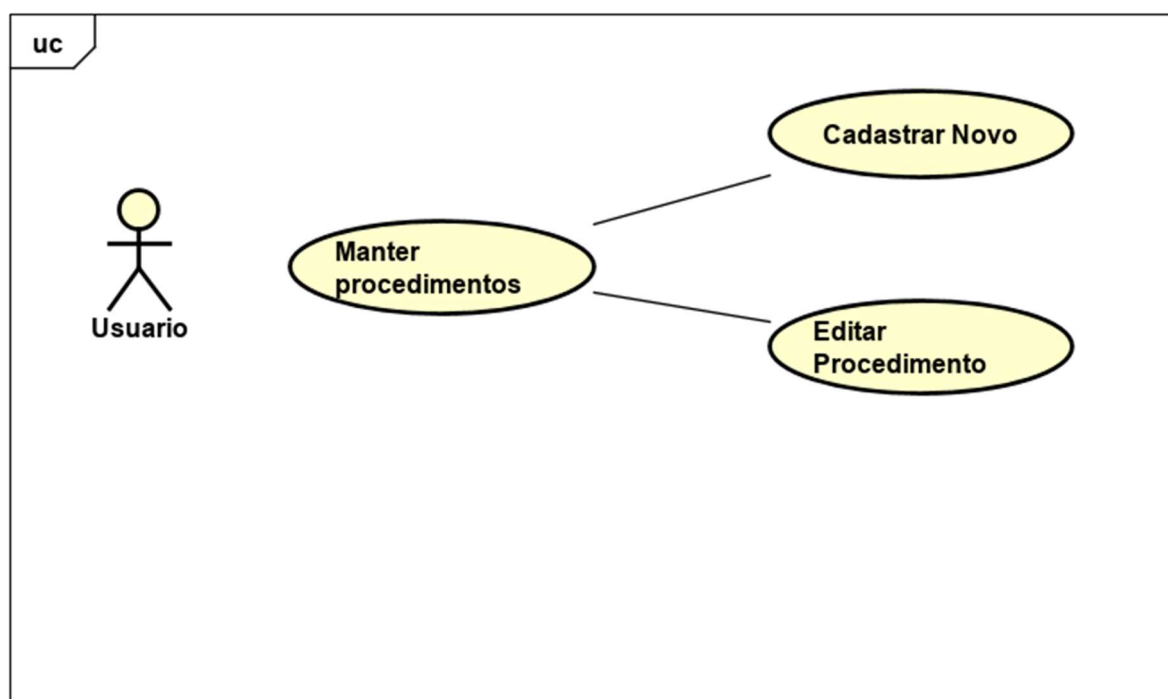 uc
Cadastrar Novo
Manter
procedimentos
Usuario
Editar
Procedimento